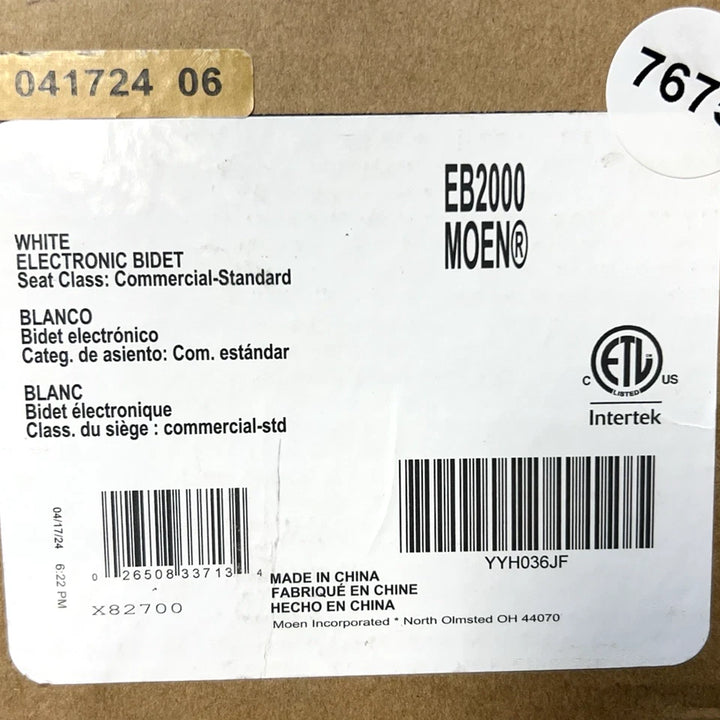 041724 06
EB2000
MOEN®
WHITE
ELECTRONIC BIDET
Seat Class: Commercial-Standard
BLANCO
Bidet electrónico
Categ. de asiento: Com. estándar
BLANC
Bidet électronique
Class. du siège : commercial-std
ETL
LISTED
C US
Intertek
04/17/24 6:22 PM
0 26508 33713 4
X82700
YYH036JF
MADE IN CHINA
FABRIQUÉ EN CHINE
HECHO EN CHINA
Moen Incorporated * North Olmsted OH 44070